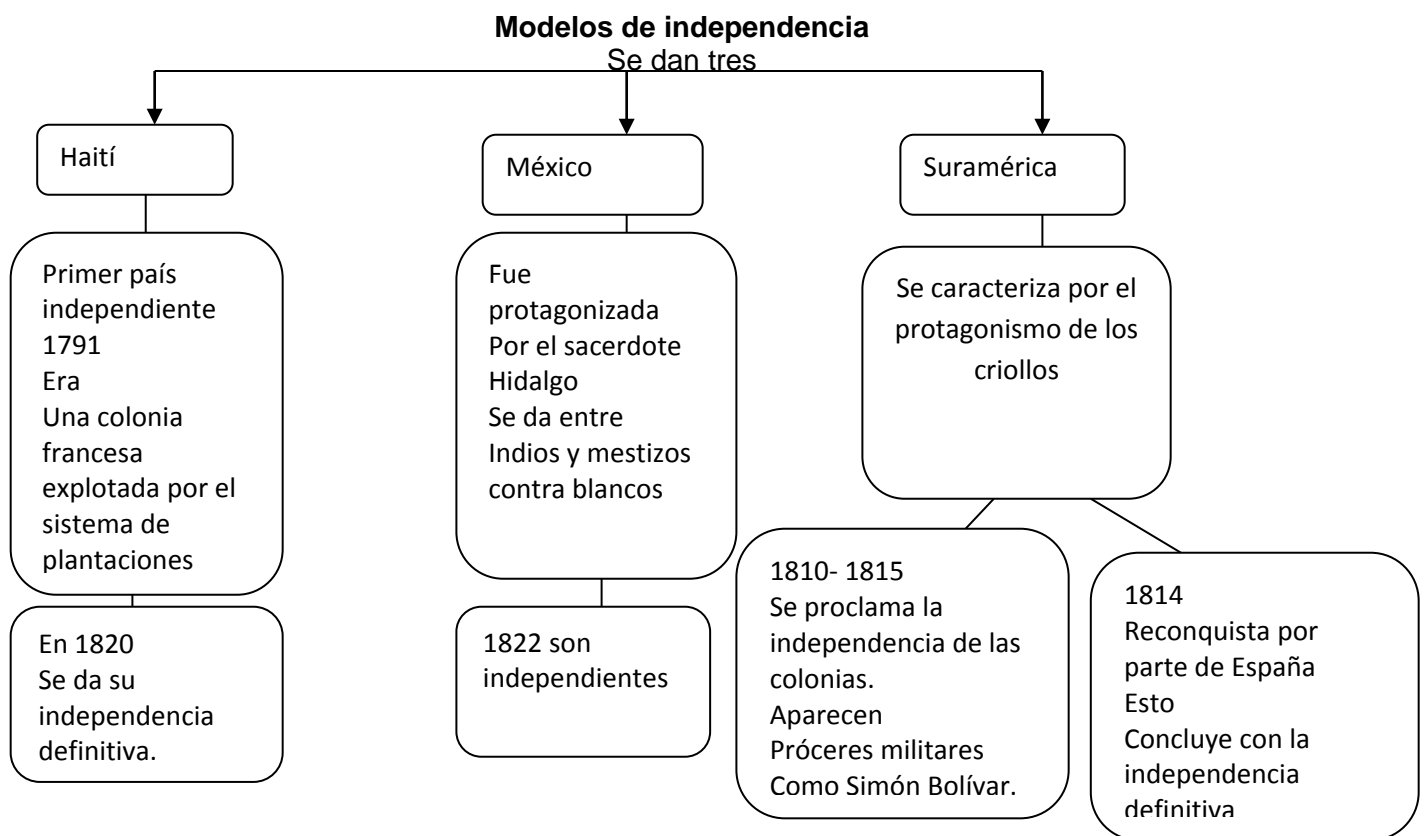 Modelos de independencia
Se dan tres
Haití
México
Suramérica
Primer país
independiente
1791
Era
Una colonia
francesa
explotada por el
sistema de
plantaciones
En 1820
Se da su
independencia
definitiva.
Fue
protagonizada
Por el sacerdote
Hidalgo
Se da entre
Indios y mestizos
contra blancos
1822 son
independientes
Se caracteriza por el
protagonismo de los
criollos
1810- 1815
Se proclama la
independencia de las
colonias.
Aparecen
Próceres militares
Como Simón Bolívar.
1814
Reconquista por
parte de España
Esto
Concluye con la
independencia
definitiva